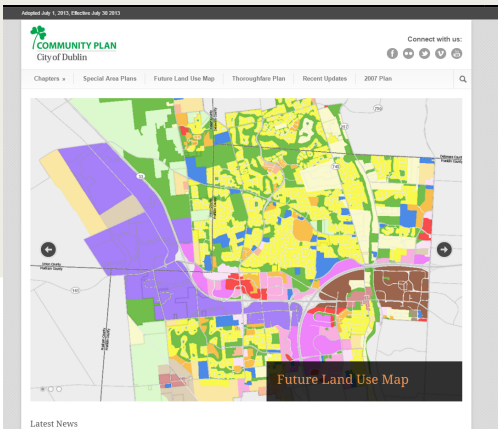 Adopted July 1, 2013, Effective July 30 2013
COMMUNITY PLAN
City of Dublin
Connect with us:
Chapters »
Special Area Plans
Future Land Use Map
Thoroughfare Plan
Recent Updates
2007 Plan
Future Land Use Map
Latest News